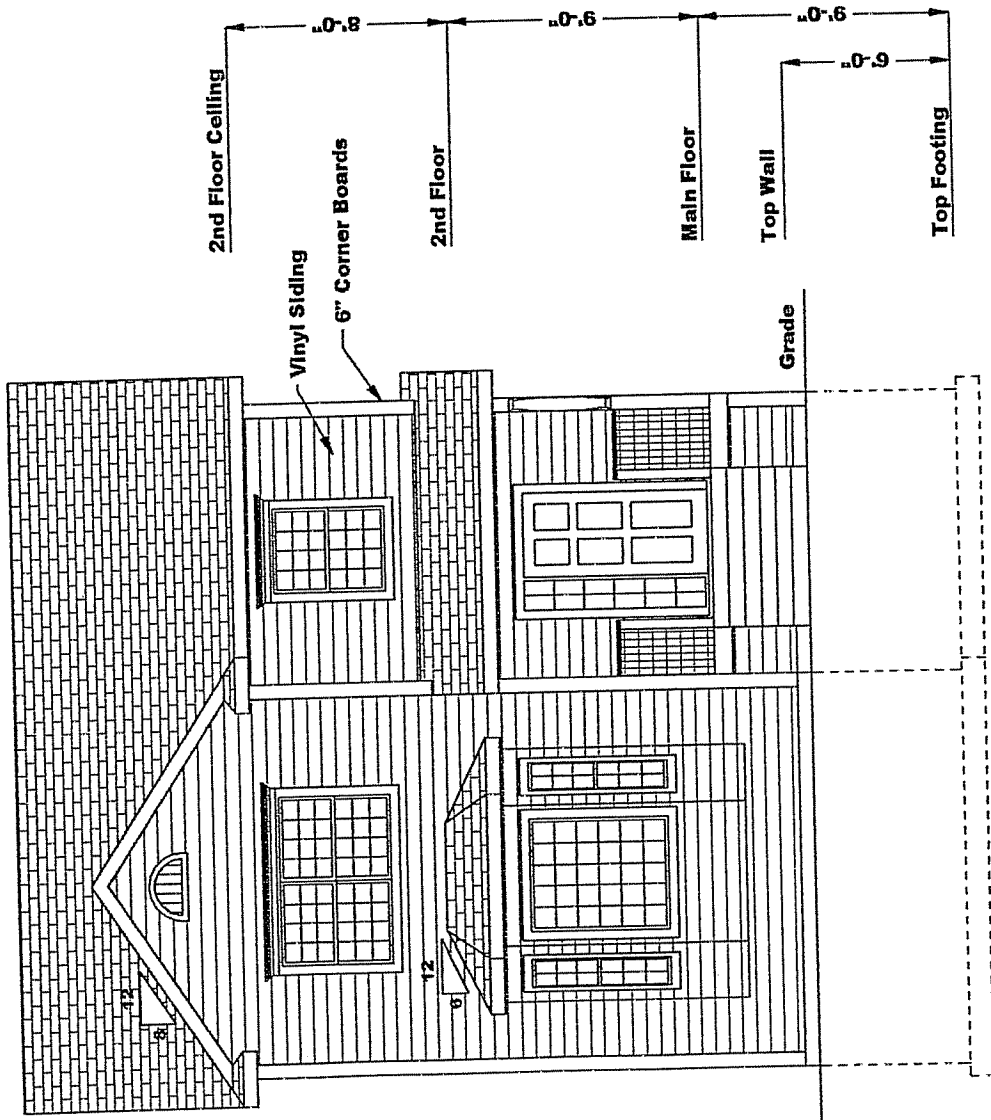 2nd Floor Ceiling
8'-0"
Vinyl Siding
6" Corner Boards
2nd Floor
9'-0"
Main Floor
9'-0"
Top Wall
6'-0"
Grade
Top Footing
12
8
12
6